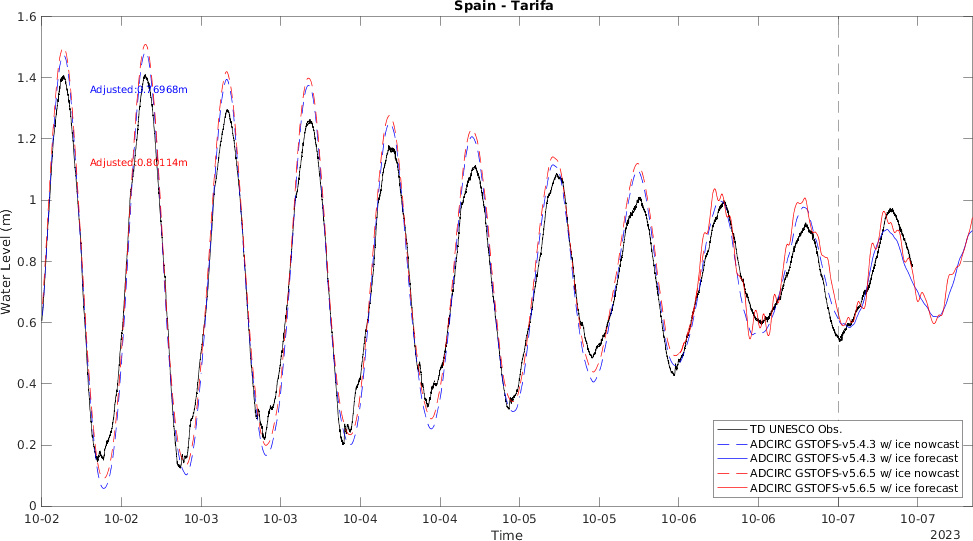 Spain - Tarifa
Water Level (m)
1.6
1.4
1.2
1
0.8
0.6
0.4
0.2
0
Adjusted:0.76968m
Adjusted:0.80114m
TD UNESCO Obs.
ADCIRC GSTOFS-v5.4.3 w/ ice nowcast
ADCIRC GSTOFS-v5.4.3 w/ ice forecast
ADCIRC GSTOFS-v5.6.5 w/ ice nowcast
ADCIRC GSTOFS-v5.6.5 w/ ice forecast
10-02 10-02 10-03 10-03 10-04 10-04 10-05 10-05 10-06 10-06 10-07 10-07
2023
Time